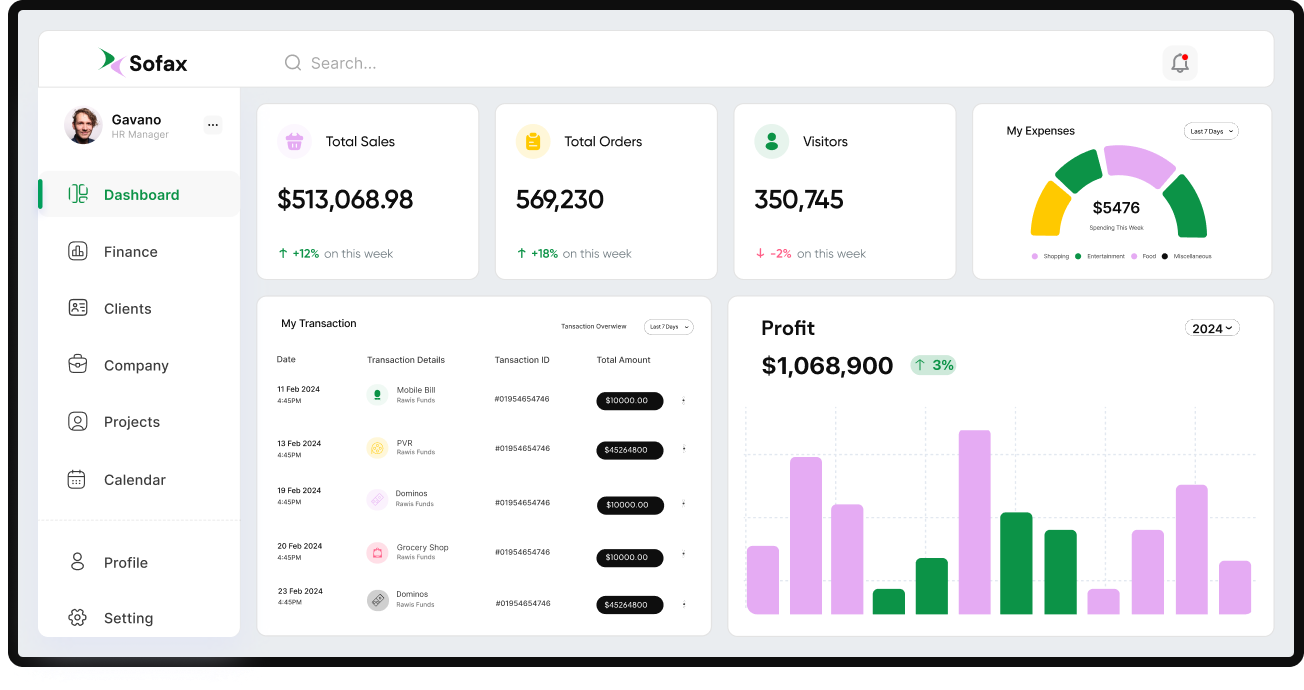 Sofax
Search...
Gavano
HR Manager
...
Dashboard
Finance
Clients
Company
Projects
Calendar
Profile
Setting
Total Sales
$513,068.98
+12% on this week
Total Orders
569,230
+18% on this week
Visitors
350,745
-2% on this week
My Expenses
Last 7 Days
$5476
Spending This Week
Shopping Entertainment Food Miscellaneous
My Transaction
Tansaction Overwiew
Last 7 Days
Date Transaction Details Tansaction ID Total Amount
11 Feb 2024 Mobile Bill
4:45PM Rawis Funds #01954654746 $10000.00
13 Feb 2024 PVR
4:45PM Rawis Funds #01954654746 $45264800
19 Feb 2024 Dominos
4:45PM Rawis Funds #01954654746 $10000.00
20 Feb 2024 Grocery Shop
4:45PM Rawis Funds #01954654746 $10000.00
23 Feb 2024 Dominos
4:45PM Rawis Funds #01954654746 $45264800
Profit
2024
$1,068,900
3%